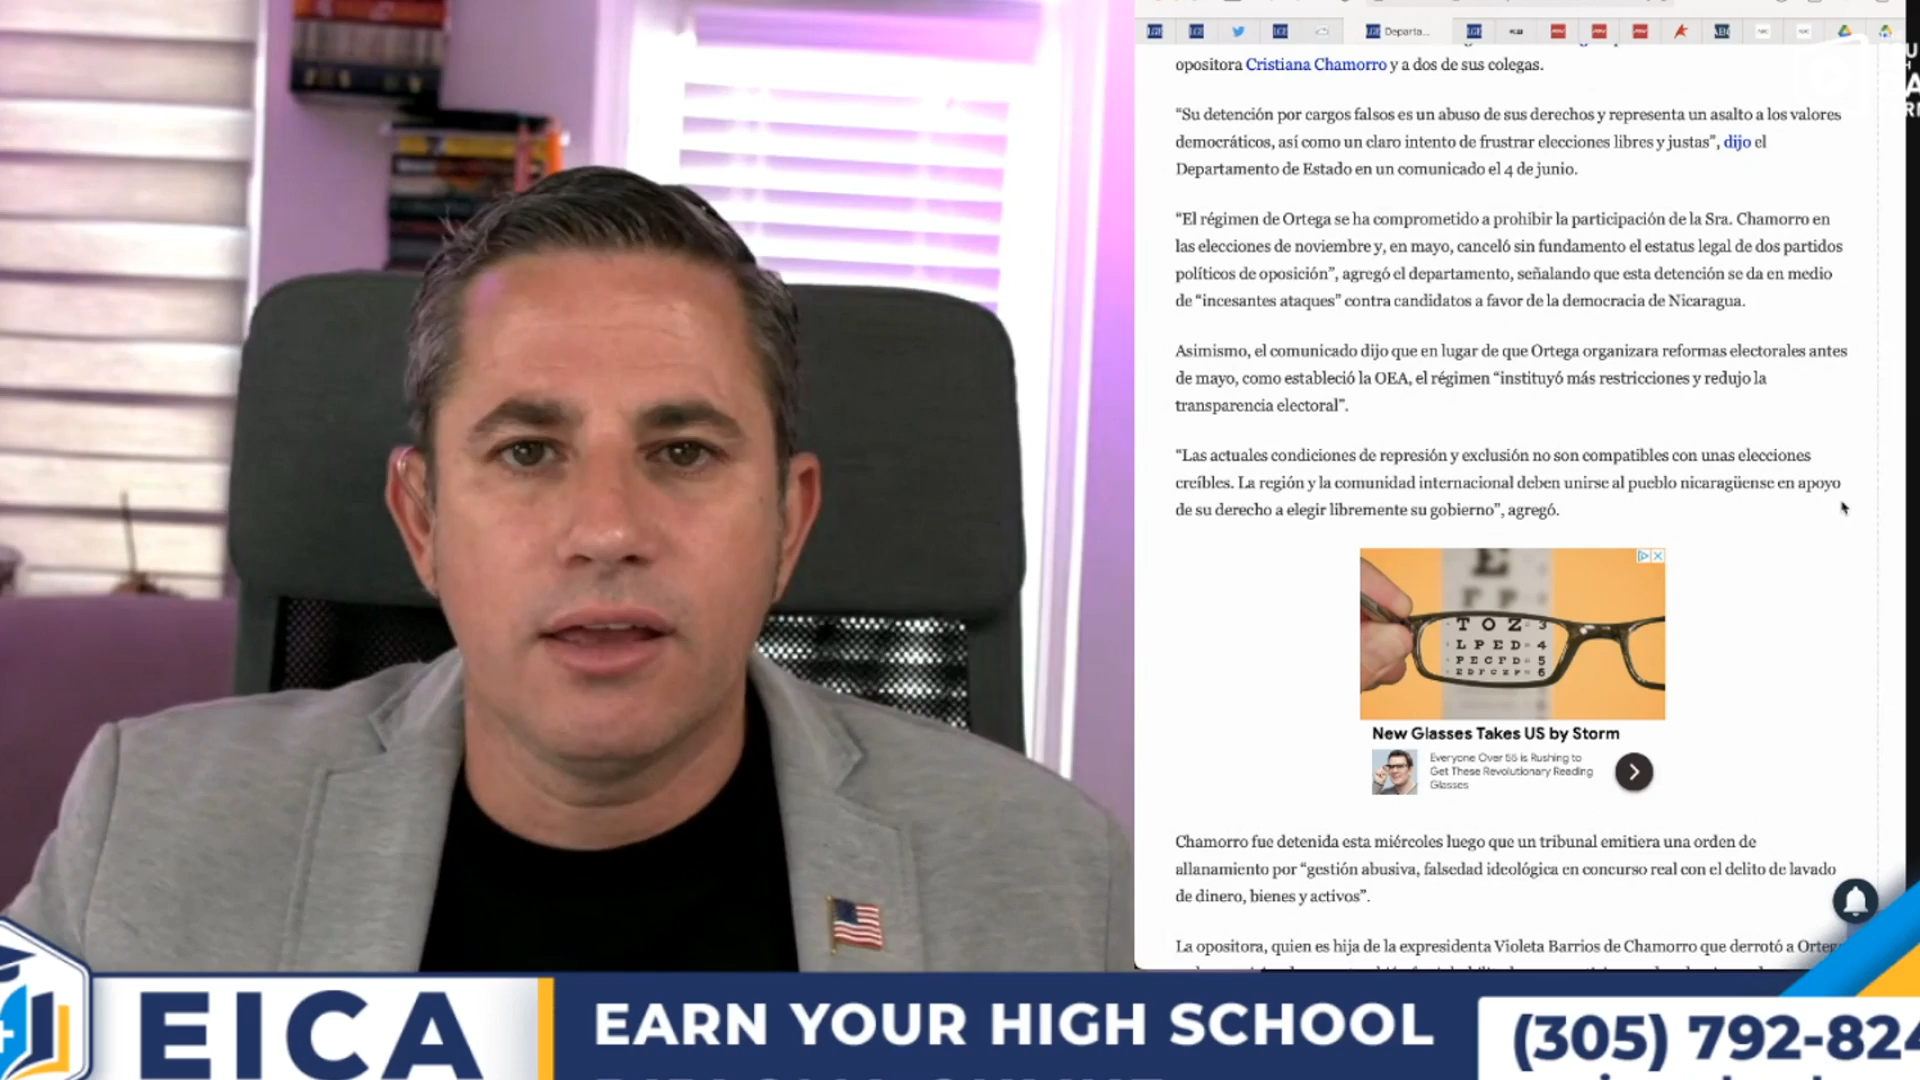 Departa...
opositora Cristiana Chamorro y a dos de sus colegas.
“Su detención por cargos falsos es un abuso de sus derechos y representa un asalto a los valores
democráticos, así como un claro intento de frustrar elecciones libres y justas”, dijo el
Departamento de Estado en un comunicado el 4 de junio.
“El régimen de Ortega se ha comprometido a prohibir la participación de la Sra. Chamorro en
las elecciones de noviembre y, en mayo, canceló sin fundamento el estatus legal de dos partidos
políticos de oposición”, agregó el departamento, señalando que esta detención se da en medio
de “incesantes ataques” contra candidatos a favor de la democracia de Nicaragua.
Asimismo, el comunicado dijo que en lugar de que Ortega organizara reformas electorales antes
de mayo, como estableció la OEA, el régimen “instituyó más restricciones y redujo la
transparencia electoral”.
“Las actuales condiciones de represión y exclusión no son compatibles con unas elecciones
creíbles. La región y la comunidad internacional deben unirse al pueblo nicaragüense en apoyo
de su derecho a elegir libremente su gobierno”, agregó.
E
F P
T O Z 3
L P E D 4
P E C F D 5
E D F C Z P 6
New Glasses Takes US by Storm
Everyone Over 55 is Rushing to
Get These Revolutionary Reading
Glasses
Chamorro fue detenida esta miércoles luego que un tribunal emitiera una orden de
allanamiento por “gestión abusiva, falsedad ideológica en concurso real con el delito de lavado
de dinero, bienes y activos”.
La opositora, quien es hija de la expresidenta Violeta Barrios de Chamorro que derrotó a Ortega
EICA
EARN YOUR HIGH SCHOOL
(305) 792-824